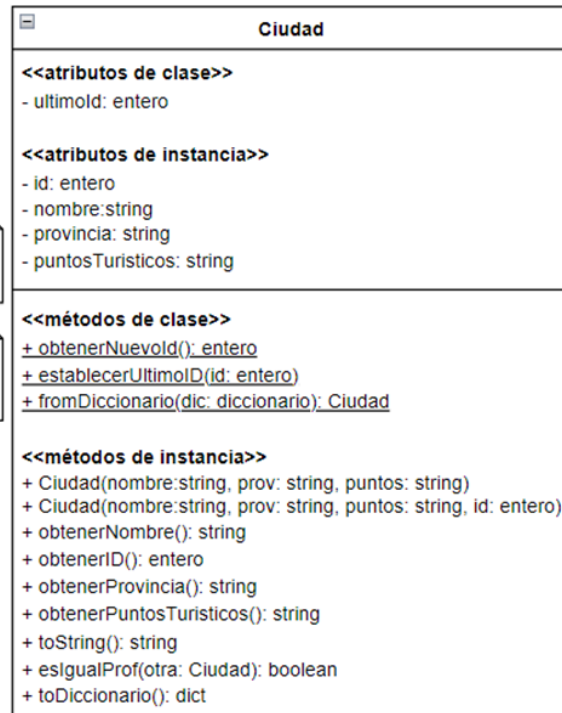 Ciudad
<<atributos de clase>>
- ultimoId: entero
<<atributos de instancia>>
- id: entero
- nombre:string
- provincia: string
- puntosTuristicos: string
<<métodos de clase>>
+ obtenerNuevoId(): entero
+ establecerUltimoID(id: entero)
+ fromDiccionario(dic: diccionario): Ciudad
<<métodos de instancia>>
+ Ciudad(nombre:string, prov: string, puntos: string)
+ Ciudad(nombre:string, prov: string, puntos: string, id: entero)
+ obtenerNombre(): string
+ obtenerID(): entero
+ obtenerProvincia(): string
+ obtenerPuntosTuristicos(): string
+ toString(): string
+ esIgualProf(otra: Ciudad): boolean
+ toDiccionario(): dict